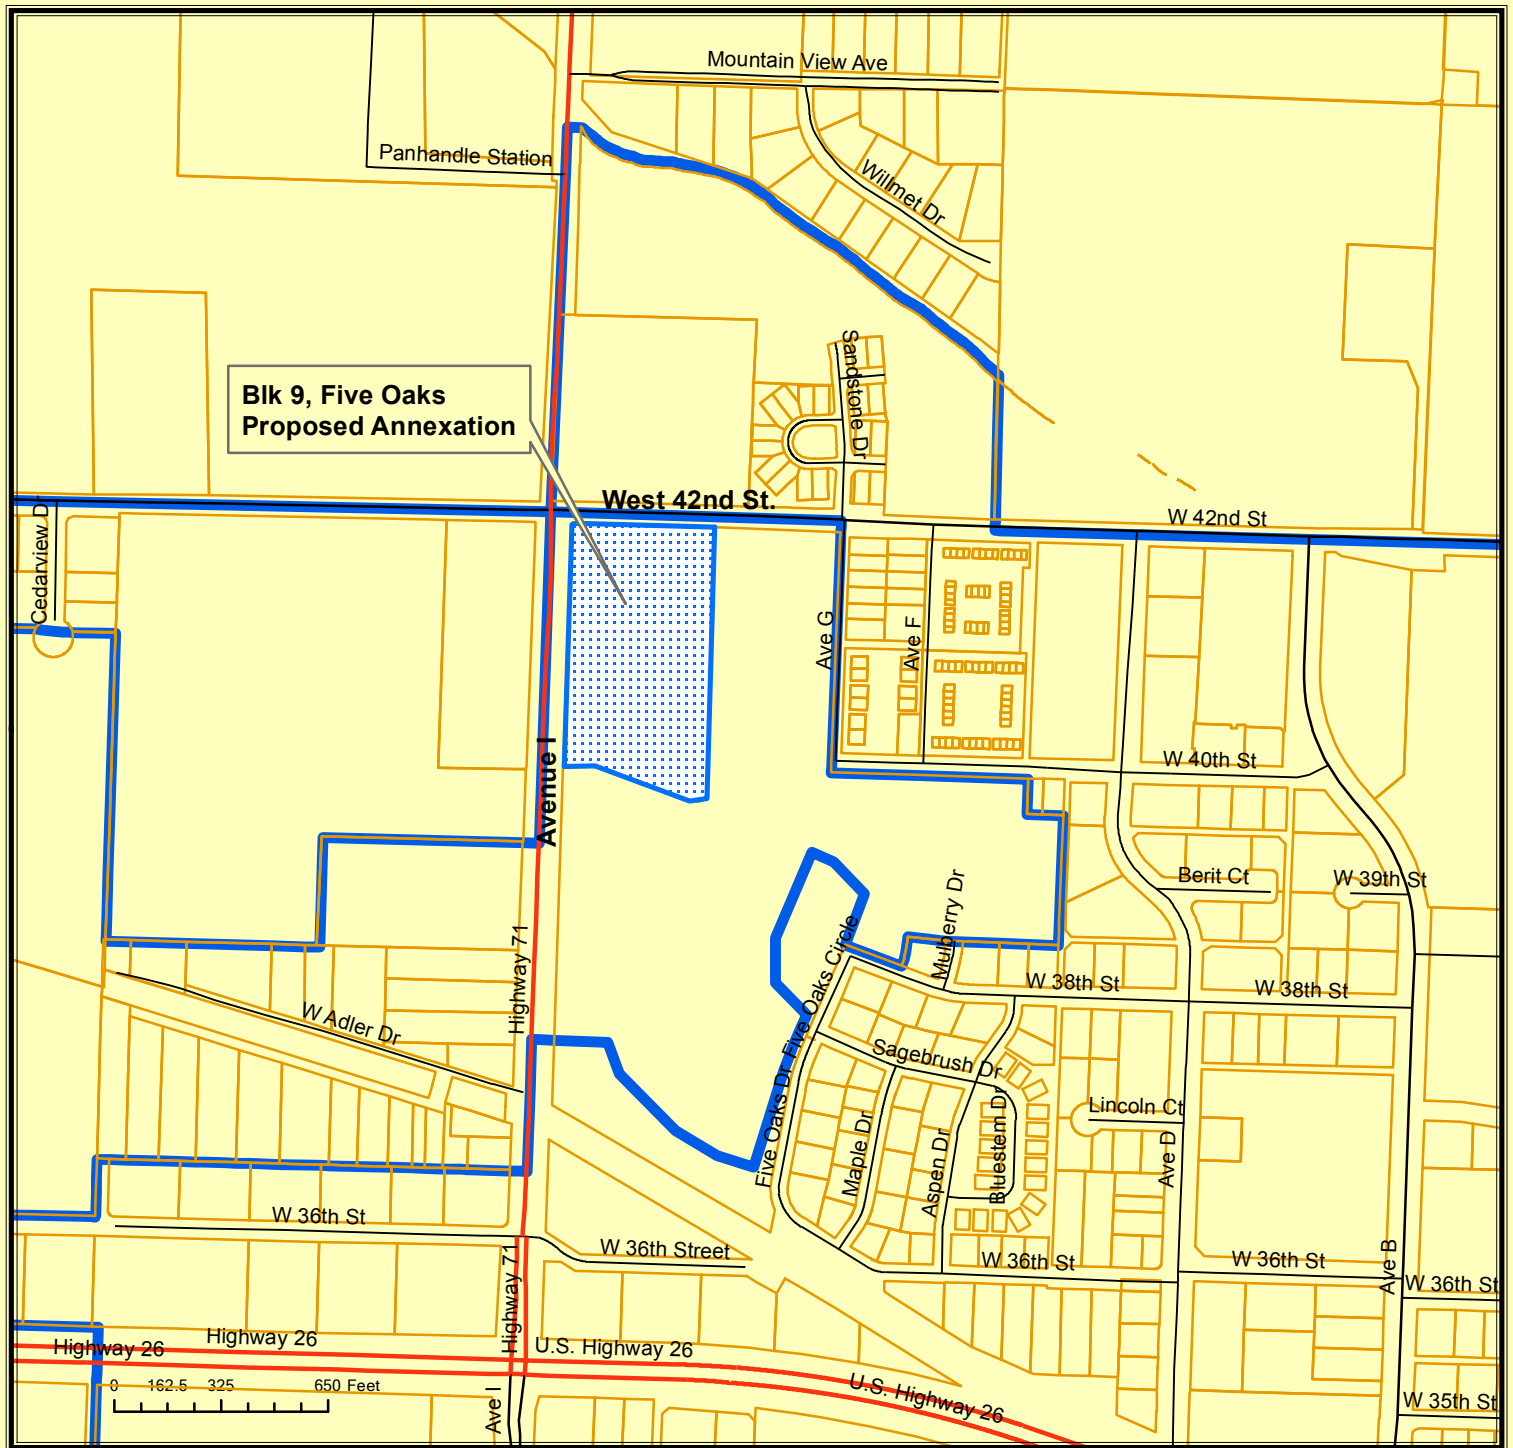 Mountain View Ave
Panhandle Station
Willmet Dr
Sandstone Dr
Blk 9, Five Oaks
Proposed Annexation
West 42nd St.
W 42nd St
Cedarview Dr
Ave G
Ave F
Avenue I
W 40th St
Berit Ct
W 39th St
Mulberry Dr
Five Oaks Circle
Highway 71
W 38th St
W 38th St
W Adler Dr
Sagebrush Dr
Five Oaks Dr
Maple Dr
Aspen Dr
Bluestem Dr
Lincoln Ct
Ave D
W 36th St
W 36th Street
W 36th St
W 36th St
Ave B
W 36th St
Highway 71
Highway 26
Highway 26
U.S. Highway 26
U.S. Highway 26
0 162.5 325 650 Feet
Ave I
W 35th St